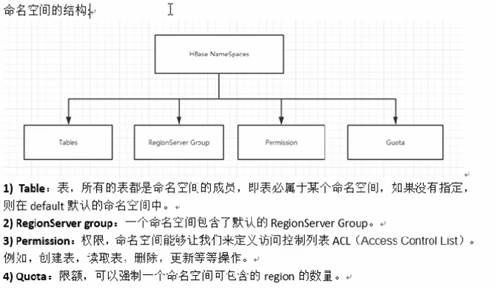 命名空间的结构:
HBase NameSpaces
Tables
RegionServer Group
Permission
Guota
1) Table：表，所有的表都是命名空间的成员，即表必属于某个命名空间，如果没有指定，
则在 default 默认的命名空间中。
2) RegionServer group：一个命名空间包含了默认的 RegionServer Group。
3) Permission：权限，命名空间能够让我们来定义访问控制列表 ACL（Access Control List）。
例如，创建表，读取表、删除，更新等等操作。
4) Quota：限额，可以强制一个命名空间可包含的 region 的数量。